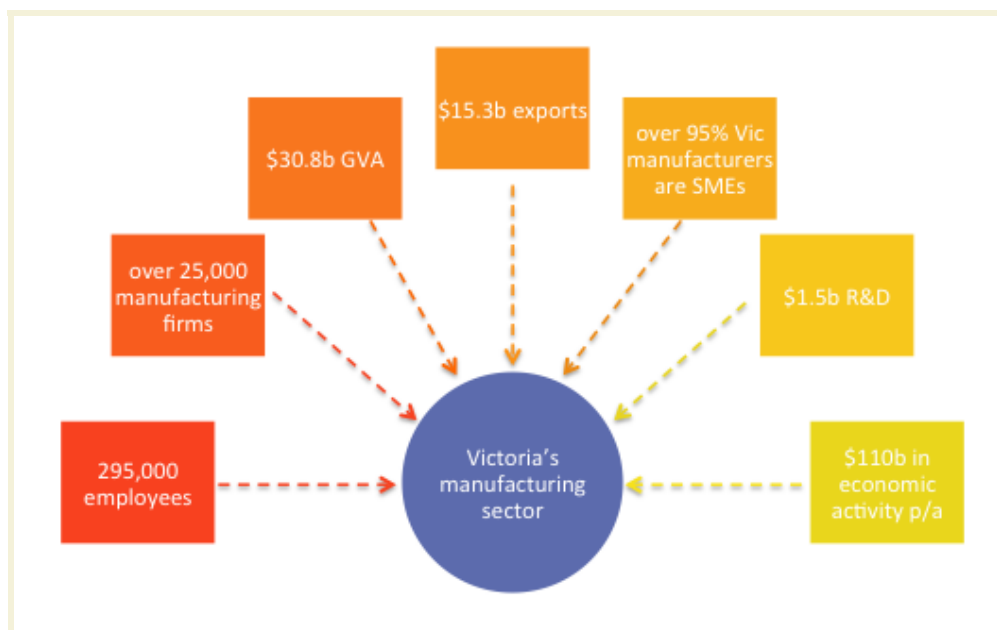 $15.3b exports
$30.8b GVA
over 95% Vic
manufacturers
are SMEs
over 25,000
manufacturing
firms
$1.5b R&D
295,000
employees
Victoria’s
manufacturing
sector
$110b in
economic
activity p/a